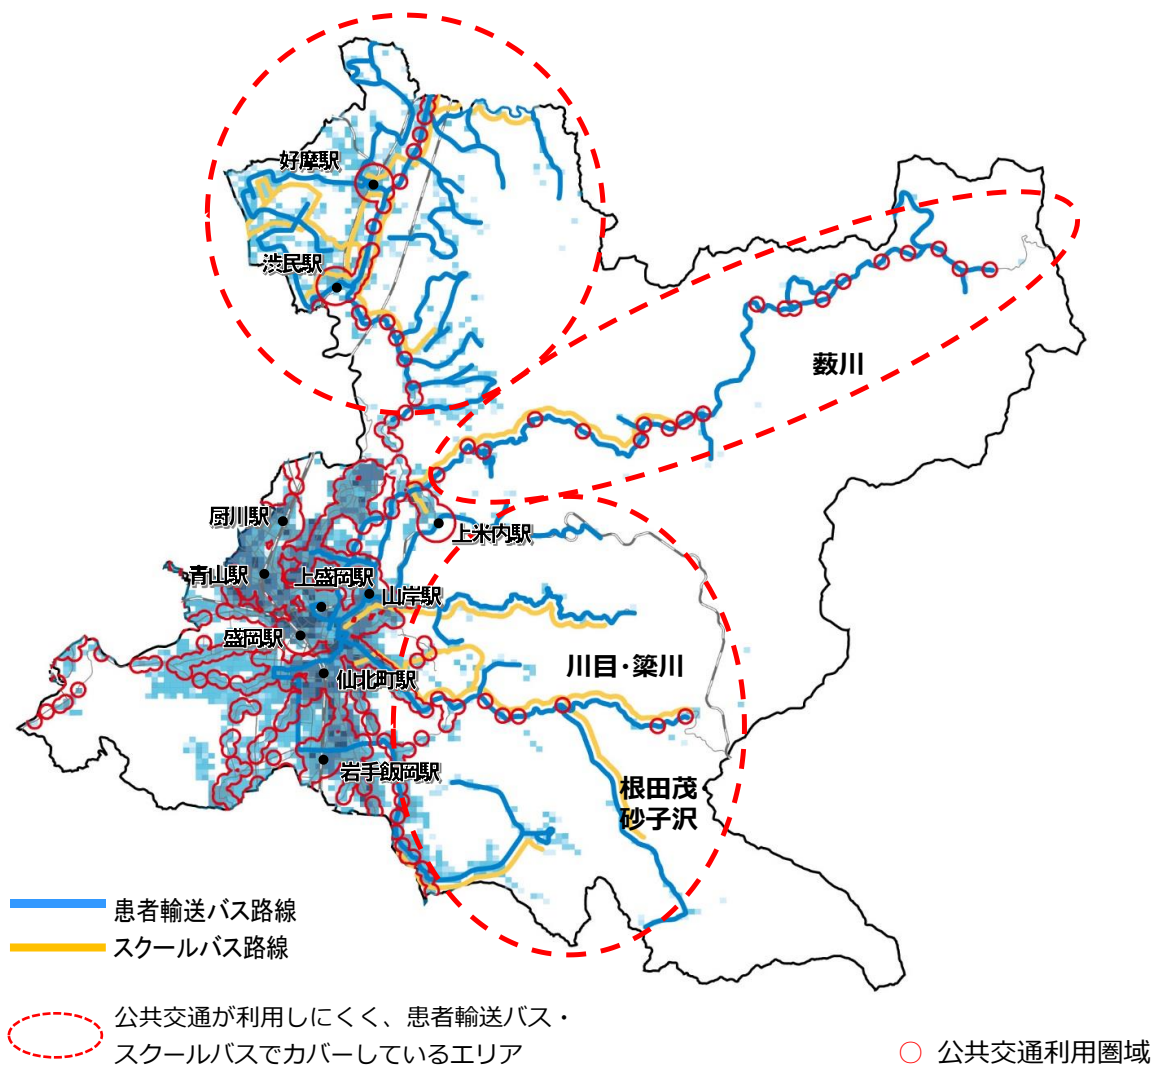 好摩駅
渋民駅
薮川
厨川駅
上米内駅
青山駅
上盛岡駅
山岸駅
盛岡駅
川目・簗川
仙北町駅
岩手飯岡駅
根田茂
砂子沢
患者輸送バス路線
スクールバス路線
公共交通が利用しにくく、患者輸送バス・
スクールバスでカバーしているエリア
公共交通利用圏域